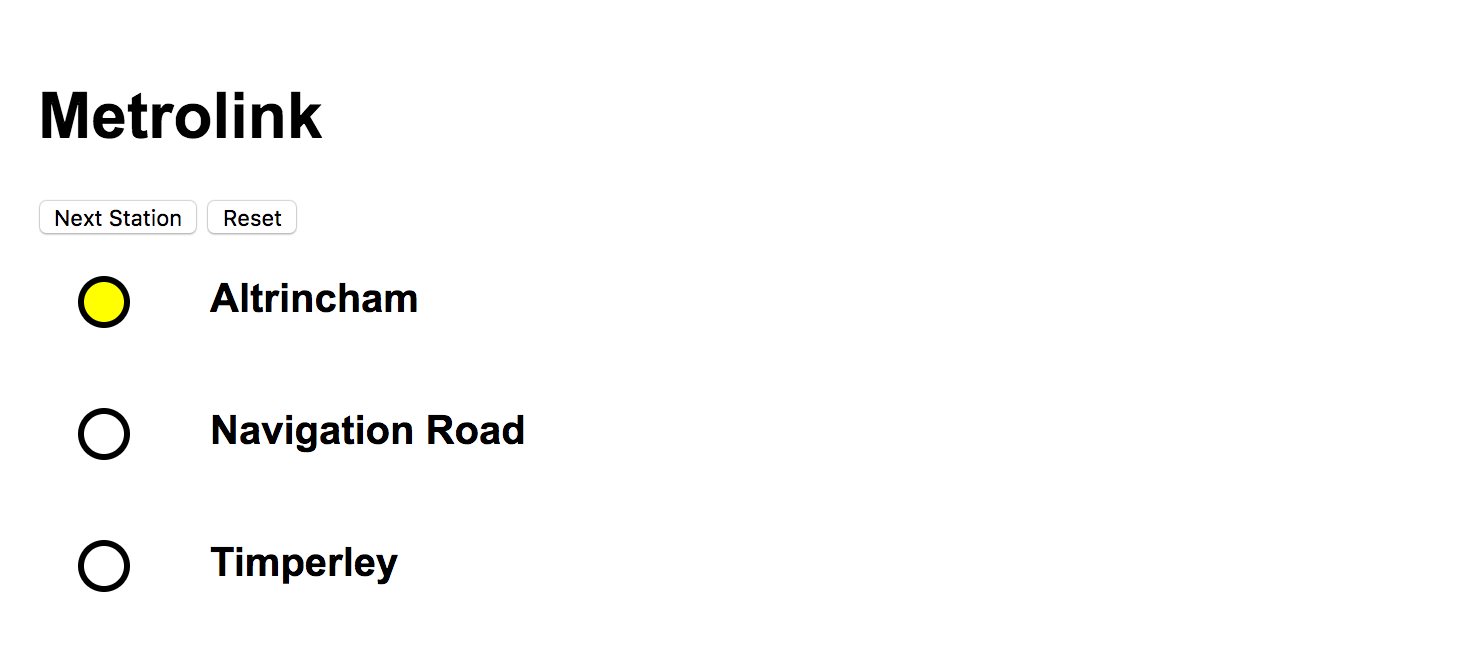 Metrolink
Next Station Reset
Altrincham
Navigation Road
Timperley